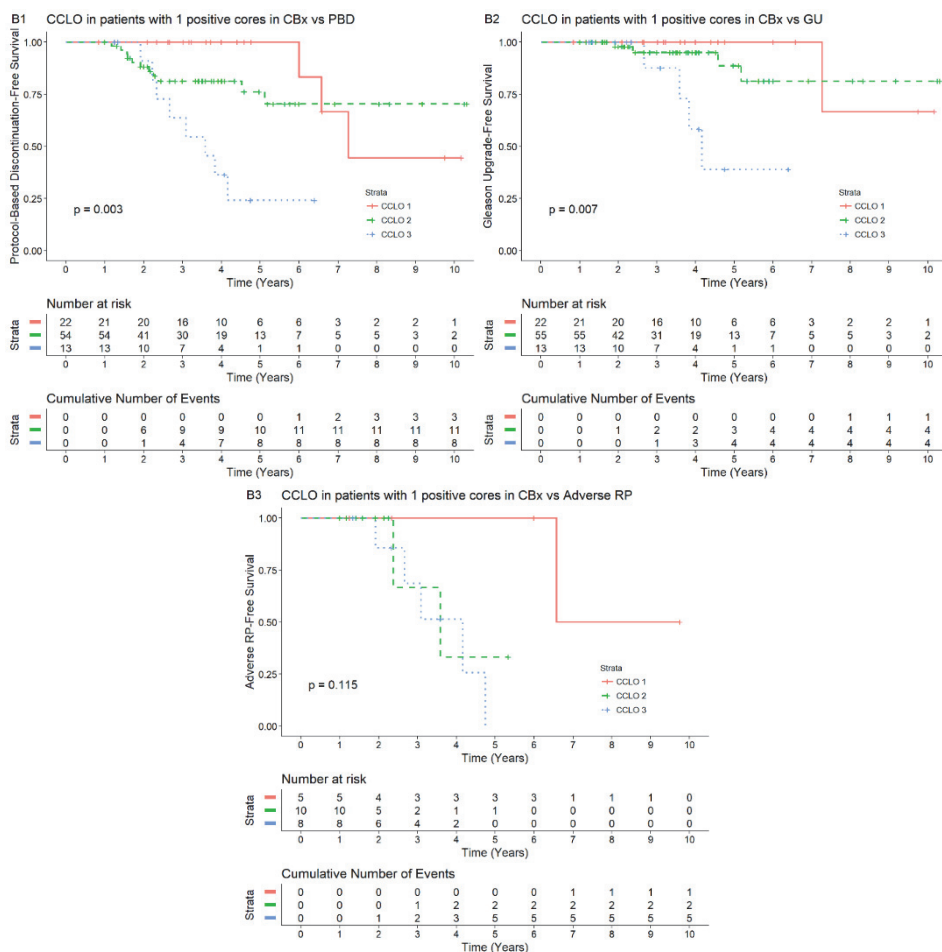 B1 CCLO in patients with 1 positive cores in CBx vs PBD
Protocol-Based Discontinuation-Free Survival
1.00
0.75
0.50
0.25
0.00
p = 0.003
Strata
CCLO 1
CCLO 2
CCLO 3
0 1 2 3 4 5 6 7 8 9 10
Time (Years)
Number at risk
Strata
22 21 20 16 10 6 6 3 2 2 1
54 54 41 30 19 13 7 5 5 3 2
13 13 10 7 4 1 1 0 0 0 0
0 1 2 3 4 5 6 7 8 9 10
Time (Years)
Cumulative Number of Events
Strata
0 0 0 0 0 0 1 2 3 3 3
0 0 6 9 9 10 11 11 11 11 11
0 0 1 4 7 8 8 8 8 8 8
0 1 2 3 4 5 6 7 8 9 10
Time (Years)
B2 CCLO in patients with 1 positive cores in CBx vs GU
Gleason Upgrade-Free Survival
1.00
0.75
0.50
0.25
0.00
p = 0.007
Strata
CCLO 1
CCLO 2
CCLO 3
0 1 2 3 4 5 6 7 8 9 10
Time (Years)
Number at risk
Strata
22 21 20 16 10 6 6 3 2 2 1
55 55 42 31 19 13 7 5 5 3 2
13 13 10 7 4 1 1 0 0 0 0
0 1 2 3 4 5 6 7 8 9 10
Time (Years)
Cumulative Number of Events
Strata
0 0 0 0 0 0 0 0 1 1 1
0 0 1 2 2 3 4 4 4 4 4
0 0 0 1 3 4 4 4 4 4 4
0 1 2 3 4 5 6 7 8 9 10
Time (Years)
B3 CCLO in patients with 1 positive cores in CBx vs Adverse RP
Adverse RP-Free Survival
1.00
0.75
0.50
0.25
0.00
p = 0.115
Strata
CCLO 1
CCLO 2
CCLO 3
0 1 2 3 4 5 6 7 8 9 10
Time (Years)
Number at risk
Strata
5 5 4 3 3 3 3 1 1 1 0
10 10 5 2 1 1 0 0 0 0 0
8 8 6 4 2 0 0 0 0 0 0
0 1 2 3 4 5 6 7 8 9 10
Time (Years)
Cumulative Number of Events
Strata
0 0 0 0 0 0 0 1 1 1 1
0 0 0 1 2 2 2 2 2 2 2
0 0 1 2 3 5 5 5 5 5 5
0 1 2 3 4 5 6 7 8 9 10
Time (Years)